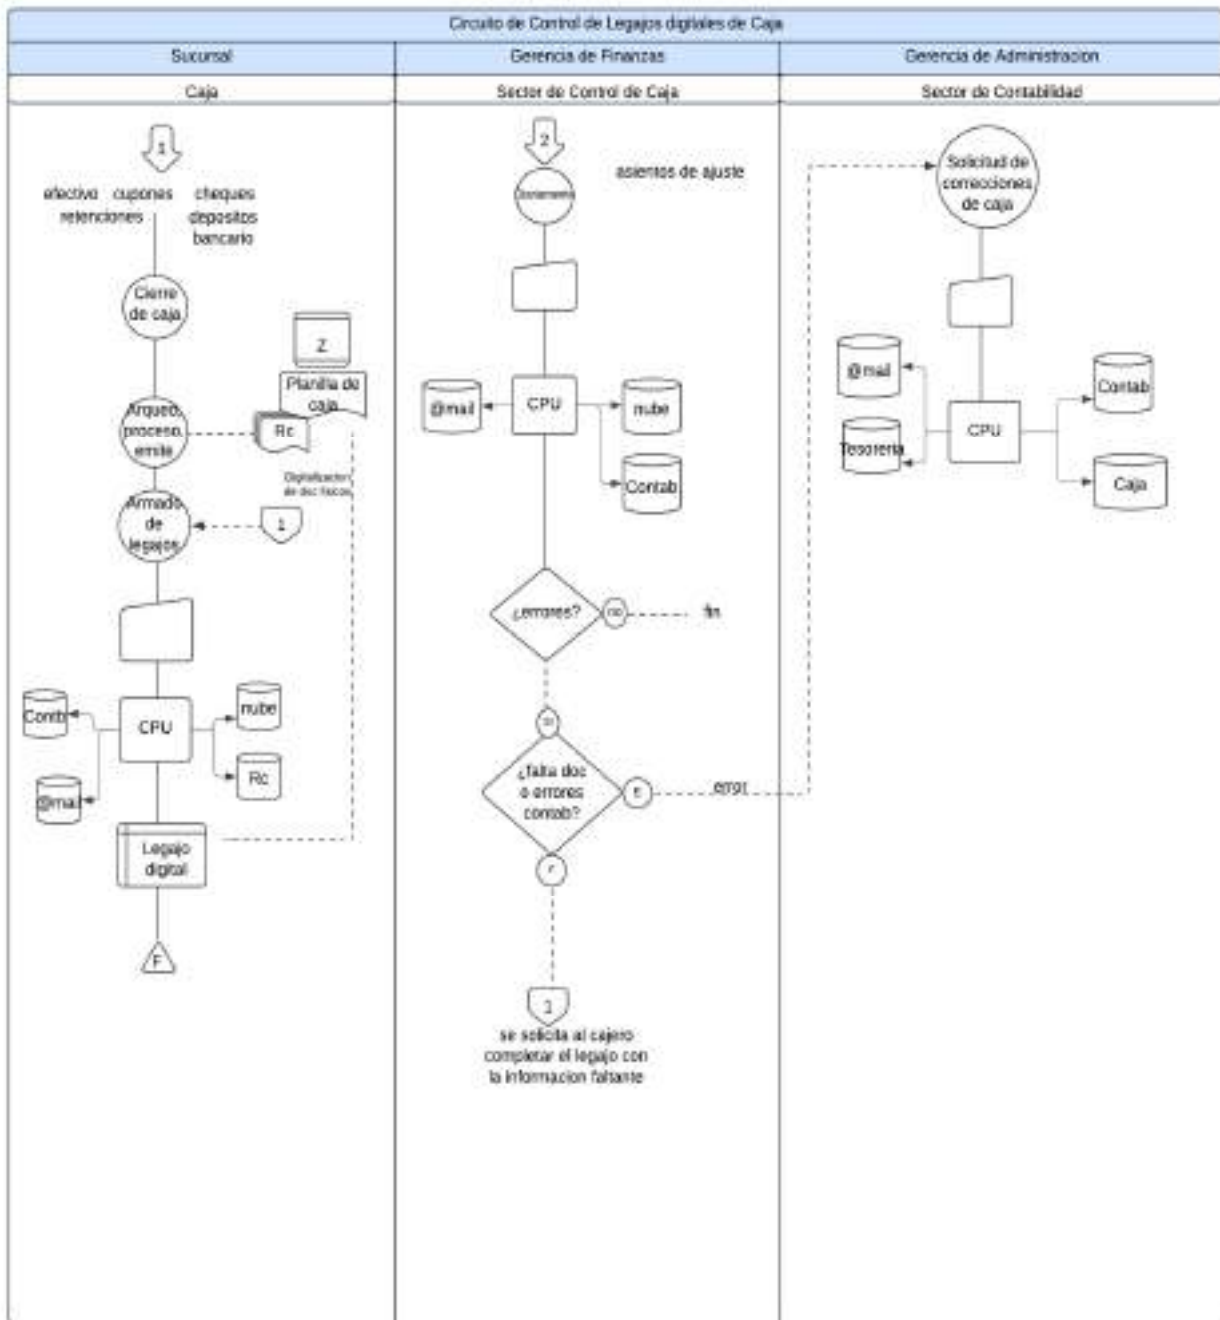 Circuito de Control de Legajos digitales de Caja
Sucursal
Gerencia de Finanzas
Gerencia de Administracion
Caja
Sector de Control de Caja
Sector de Contabilidad
1
efectivo cupones
retenciones
cheques
depositos
bancario
Cierre
de caja
Z
Planilla de
caja
Rc
Arqueo,
proceso,
emite
Digitalizacion
de doc fisicos
Armado
de
legajos
1
Contb
CPU
nube
@mail
Rc
Legajo
digital
F
2
asientos de ajuste
@mail
CPU
nube
Contab
¿errores?
no
fin
si
¿falta doc
o errores
contab?
E
error
F
1
se solicita al cajero
completar el legajo con
la informacion faltante
Solicitud de
correcciones
de caja
@mail
Tesoreria
CPU
Contab
Caja